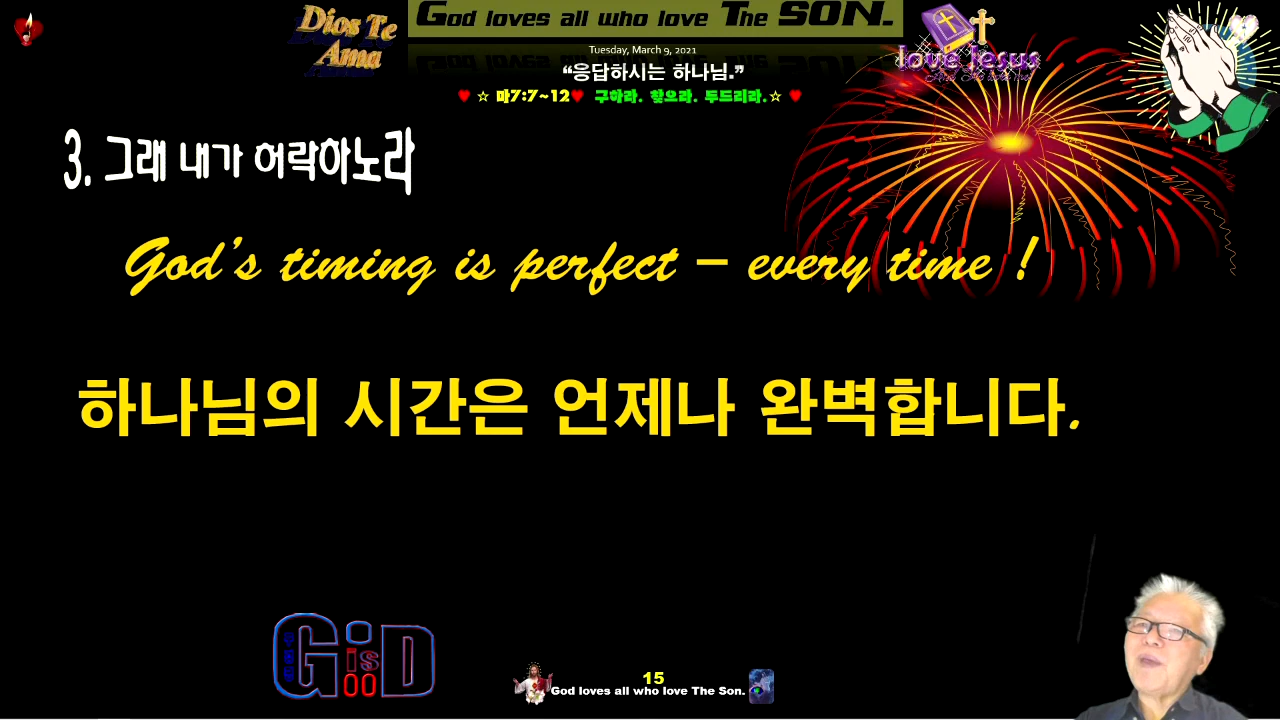 Dios Te
Ama
God loves all who love The SON.
Tuesday, March 9, 2021
“응답하시는 하나님.”
♥ ☆ 마7:7~12♥ 구하라. 찾으라. 두드리라.☆ ♥
love Jesus
3. 그래 내가 허락하노라
God's timing is perfect – every time !
하나님의 시간은 언제나 완벽합니다.
GOD
is
15
God loves all who love The Son.